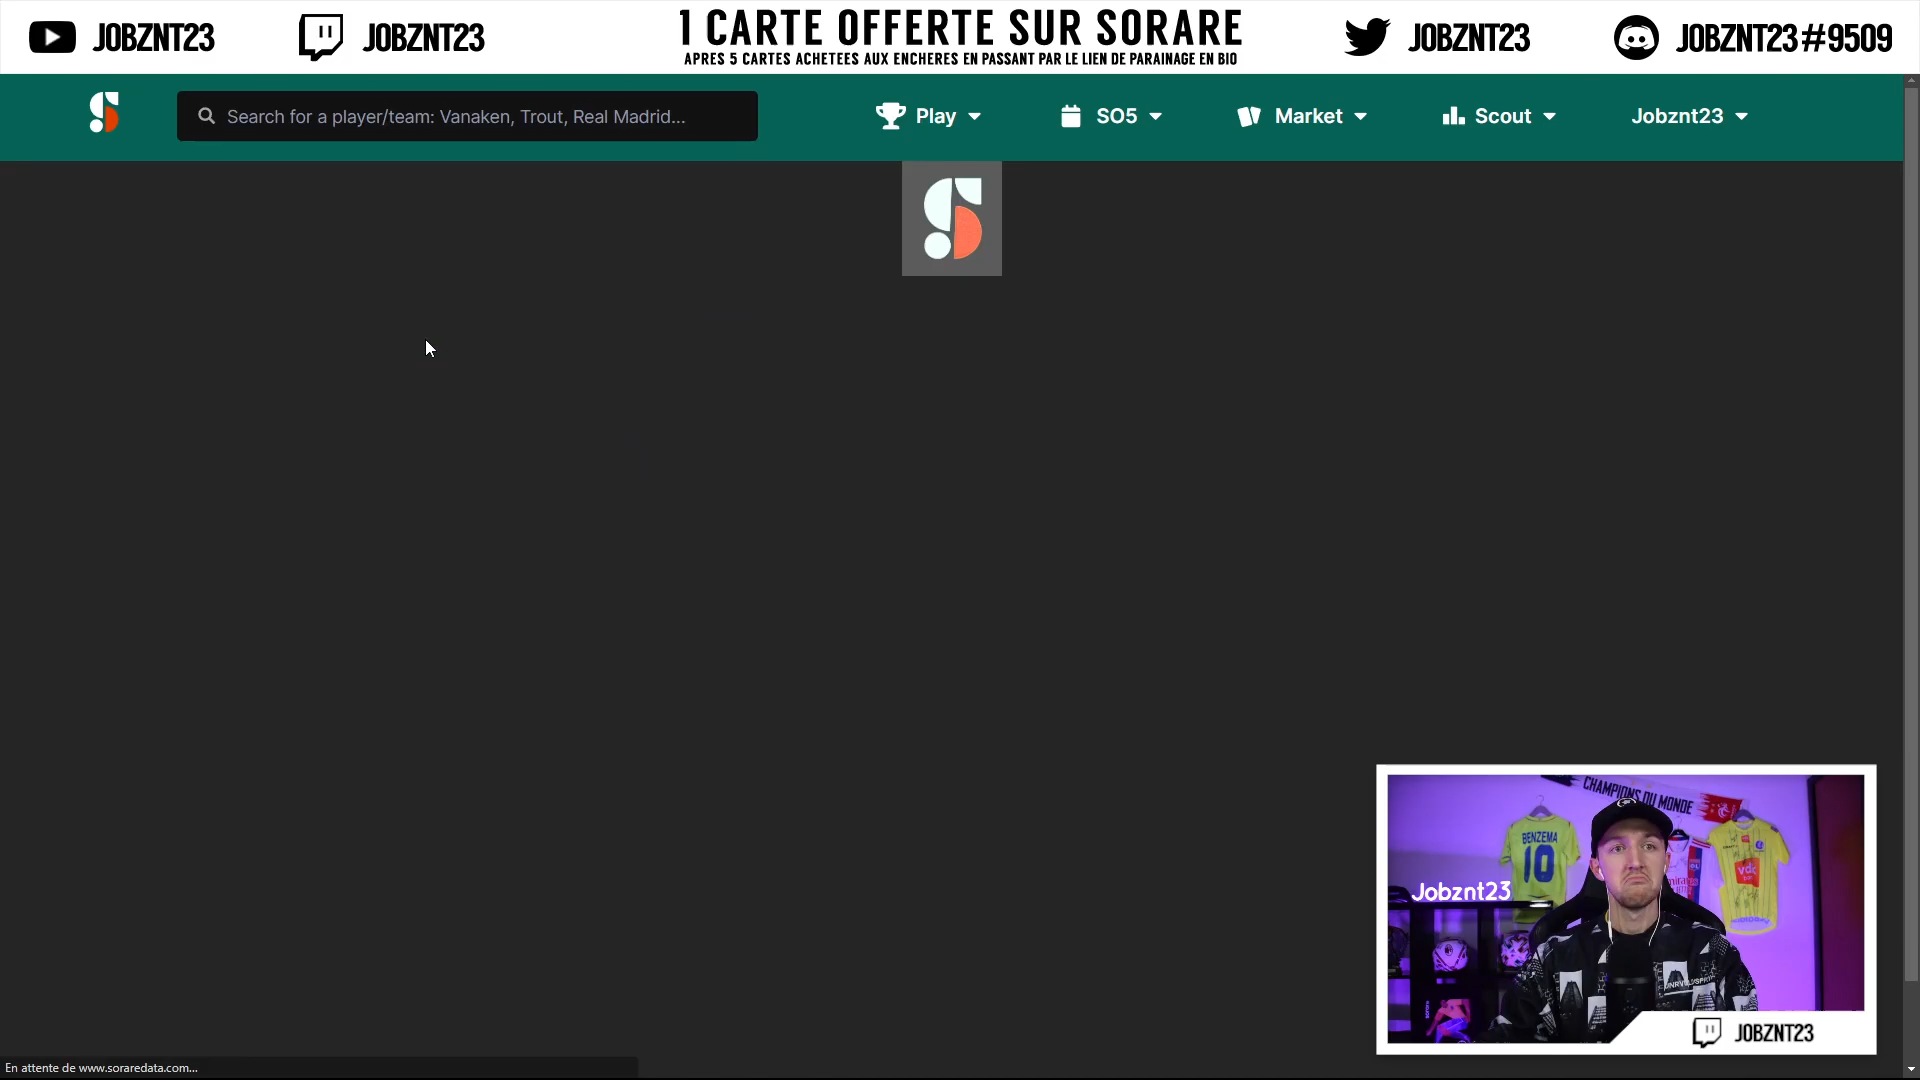 JOBZNT23
JOBZNT23
1 CARTE OFFERTE SUR SORARE
APRES 5 CARTES ACHETEES AUX ENCHERES EN PASSANT PAR LE LIEN DE PARAINAGE EN BIO
JOBZNT23
JOBZNT23#9509
Search for a player/team: Vanaken, Trout, Real Madrid...
Play
SO5
Market
Scout
Jobznt23
CHAMPIONS DU MONDE
BENZEMA
10
vdk
Jobznt23
JOBZNT23
En attente de www.soraredata.com...